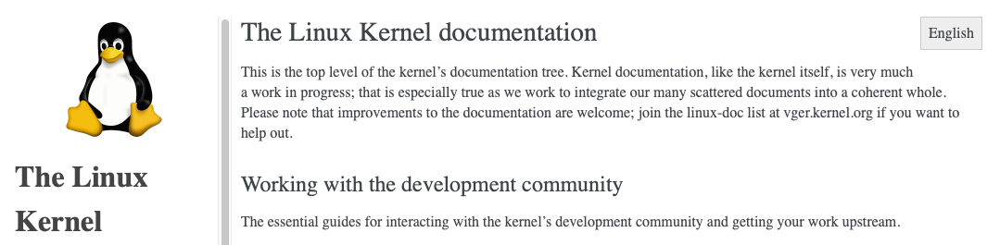 The Linux
Kernel
The Linux Kernel documentation
English
This is the top level of the kernel’s documentation tree. Kernel documentation, like the kernel itself, is very much
a work in progress; that is especially true as we work to integrate our many scattered documents into a coherent whole.
Please note that improvements to the documentation are welcome; join the linux-doc list at vger.kernel.org if you want to
help out.
Working with the development community
The essential guides for interacting with the kernel’s development community and getting your work upstream.